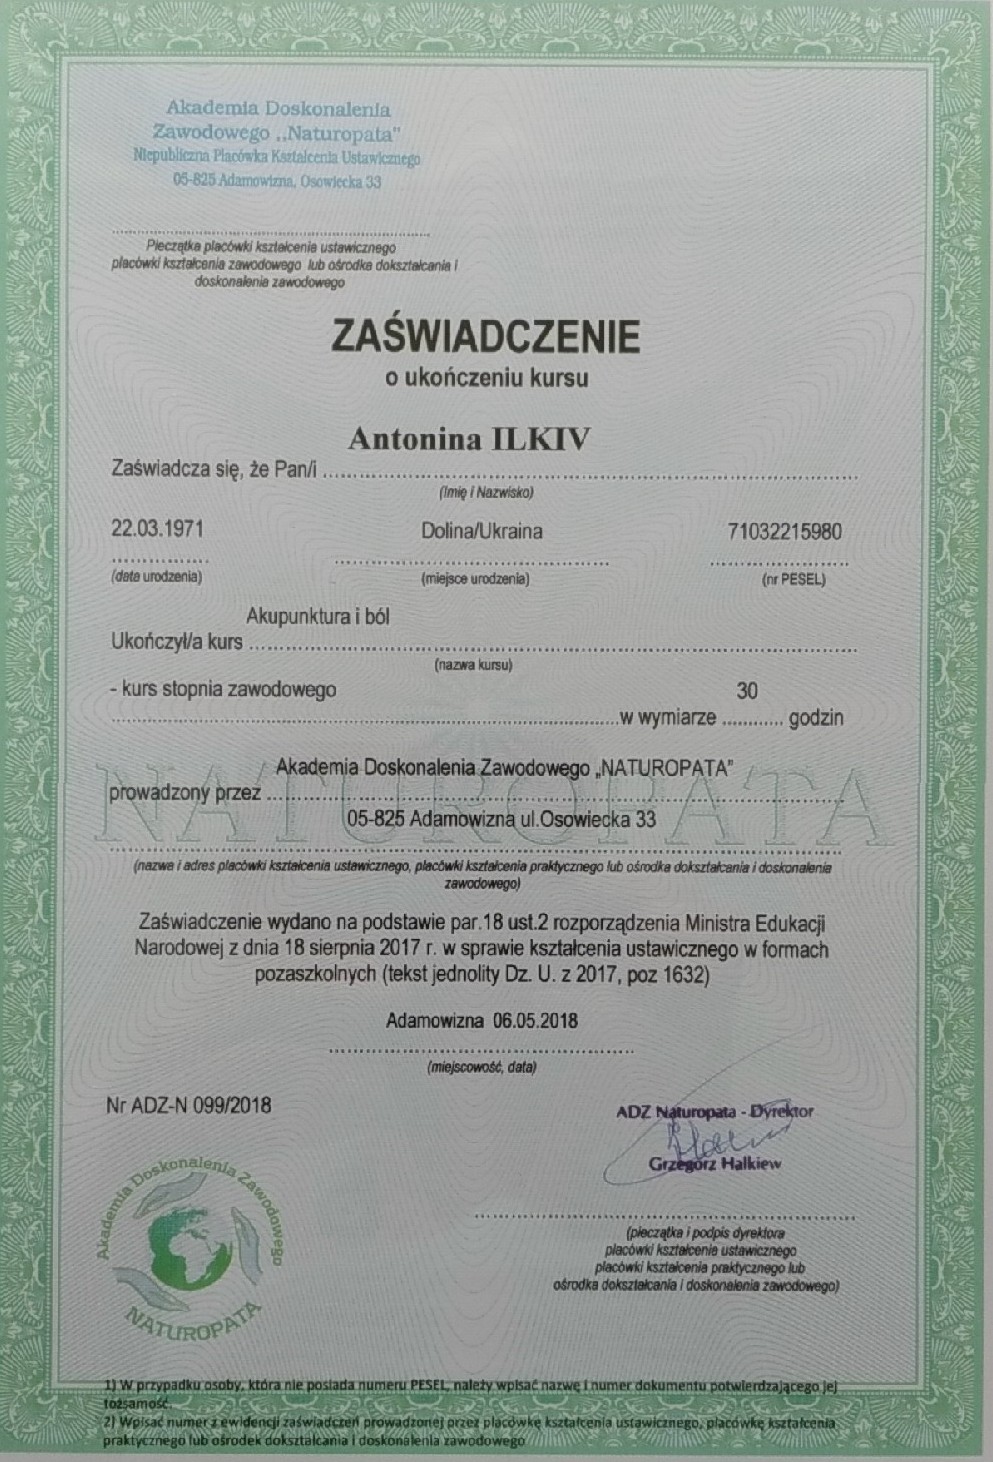 Akademia Doskonalenia
Zawodowego „Naturopata"
Niepubliczna Placówka Kształcenia Ustawicznego
05-825 Adamowizna, Osowiecka 33
Pieczątka placówki kształcenia ustawicznego
placówki kształcenia zawodowego lub ośrodka dokształcania i
doskonalenia zawodowego
ZAŚWIADCZENIE
o ukończeniu kursu
Antonina ILKIV
Zaświadcza się, że Pan/i
(Imię i Nazwisko)
22.03.1971 Dolina/Ukraina 71032215980
(data urodzenia) (miejsce urodzenia) (nr PESEL)
Akupunktura i ból
Ukończył/a kurs
(nazwa kursu)
- kurs stopnia zawodowego 30
w wymiarze ............ godzin
Akademia Doskonalenia Zawodowego „NATUROPATA"
prowadzony przez
NATUROPATA
05-825 Adamowizna ul.Osowiecka 33
(nazwa i adres placówki kształcenia ustawicznego, placówki kształcenia praktycznego lub ośrodka dokształcania i doskonalenia
zawodowego)
Zaświadczenie wydano na podstawie par.18 ust.2 rozporządzenia Ministra Edukacji
Narodowej z dnia 18 sierpnia 2017 r. w sprawie kształcenia ustawicznego w formach
pozaszkolnych (tekst jednolity Dz. U. z 2017, poz 1632)
Adamowizna 06.05.2018
(miejscowość, data)
Nr ADZ-N 099/2018
ADZ Naturopata - Dyrektor
Grzegorz Halkiew
(pieczątka i podpis dyrektora
placówki kształcenie ustawicznego
placówki kształcenie praktycznego lub
ośrodka dokształcania i doskonalenia zawodowego)
Akademia Doskonalenia Zawodowego
NATUROPATA
1) W przypadku osoby, która nie posiada numeru PESEL, należy wpisać nazwę i numer dokumentu potwierdzającego jej
tożsamość.
2) Wpisać numer z ewidencji zaświadczeń prowadzonej przez placówkę kształcenia ustawicznego, placówkę kształcenia
praktycznego lub ośrodek dokształcania i doskonalenia zawodowego